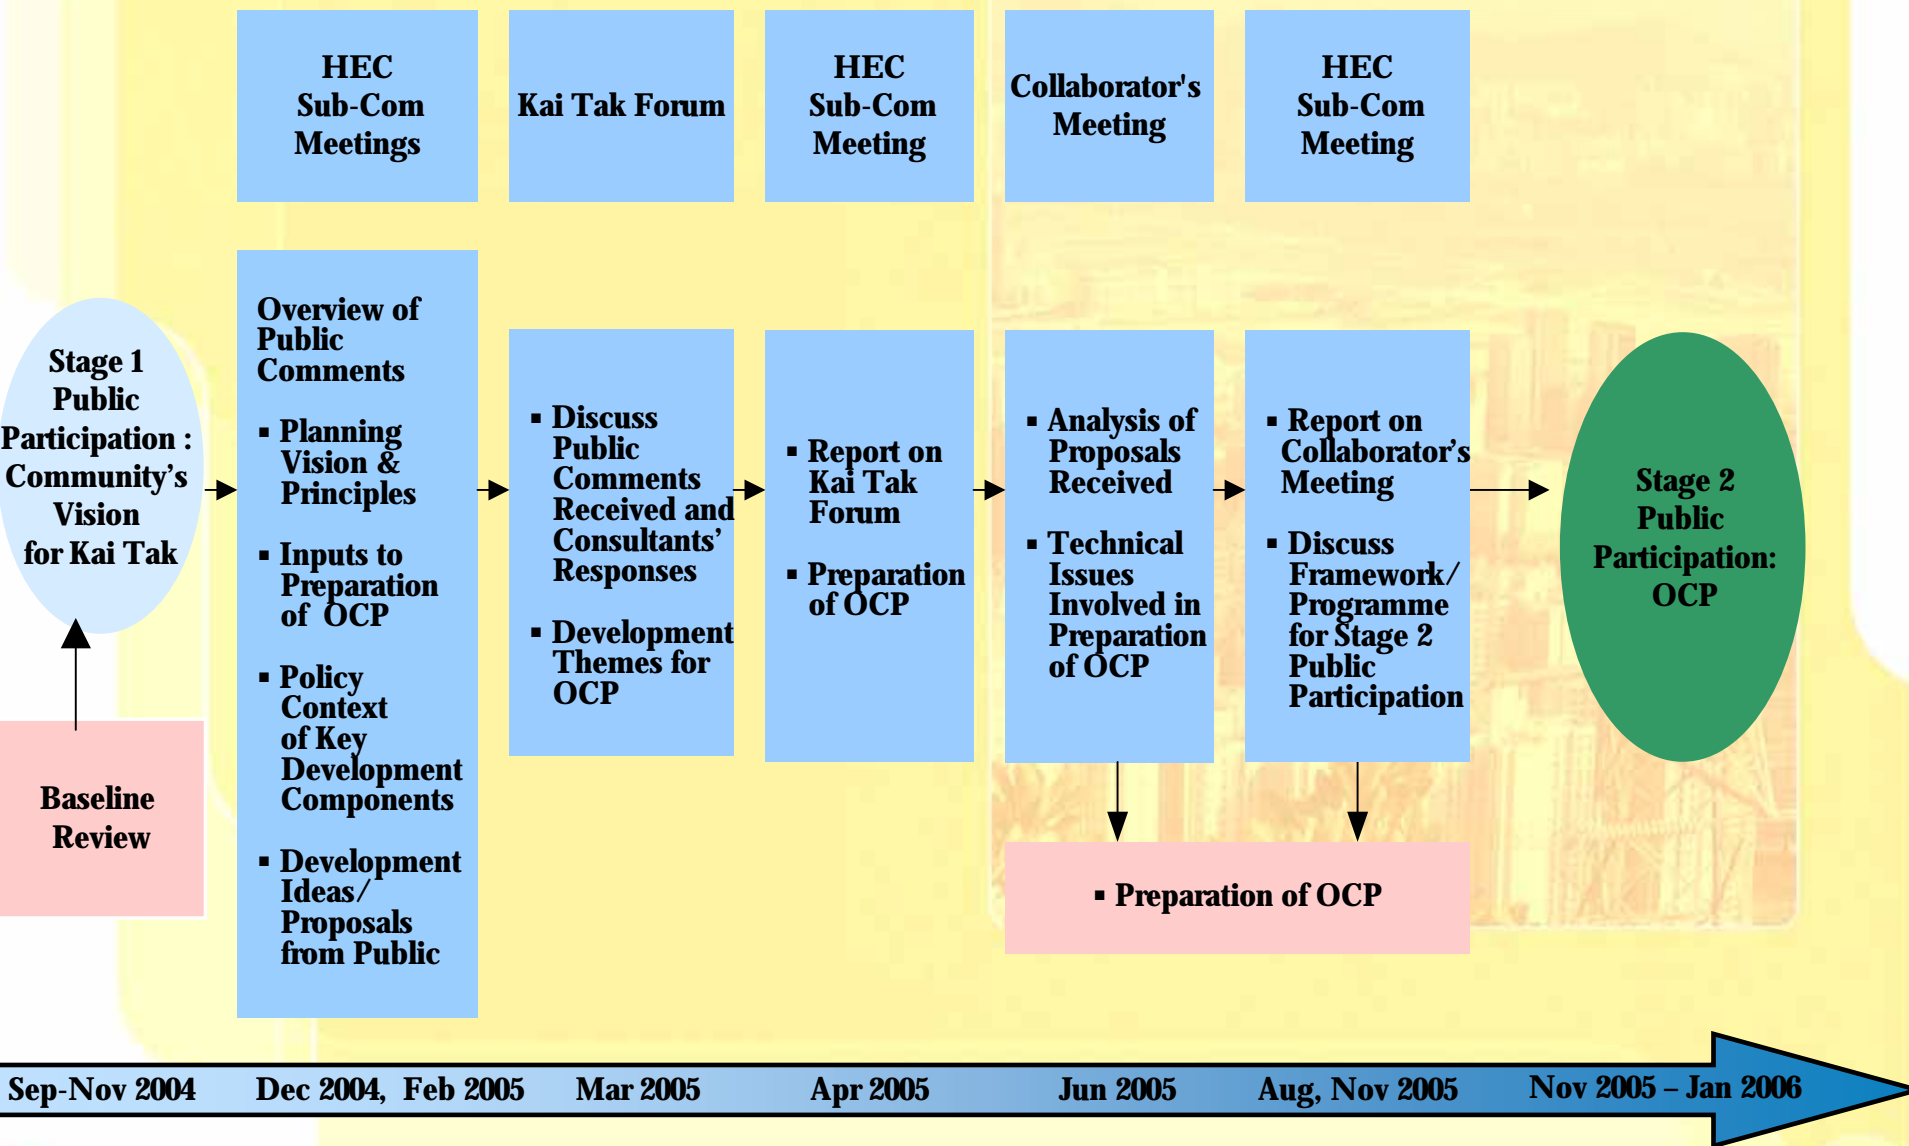 HEC
Sub-Com
Meetings
Kai Tak Forum
HEC
Sub-Com
Meeting
Collaborator's
Meeting
HEC
Sub-Com
Meeting
Stage 1
Public
Participation :
Community’s
Vision
for Kai Tak
Baseline
Review
Overview of
Public
Comments
▪ Planning
Vision &
Principles
▪ Inputs to
Preparation
of OCP
▪ Policy
Context
of Key
Development
Components
▪ Development
Ideas/
Proposals
from Public
▪ Discuss
Public
Comments
Received and
Consultants’
Responses
▪ Development
Themes for
OCP
▪ Report on
Kai Tak
Forum
▪ Preparation
of OCP
▪ Analysis of
Proposals
Received
▪ Technical
Issues
Involved in
Preparation
of OCP
▪ Report on
Collaborator’s
Meeting
▪ Discuss
Framework/
Programme
for Stage 2
Public
Participation
▪ Preparation of OCP
Stage 2
Public
Participation:
OCP
Sep-Nov 2004
Dec 2004, Feb 2005
Mar 2005
Apr 2005
Jun 2005
Aug, Nov 2005
Nov 2005 – Jan 2006